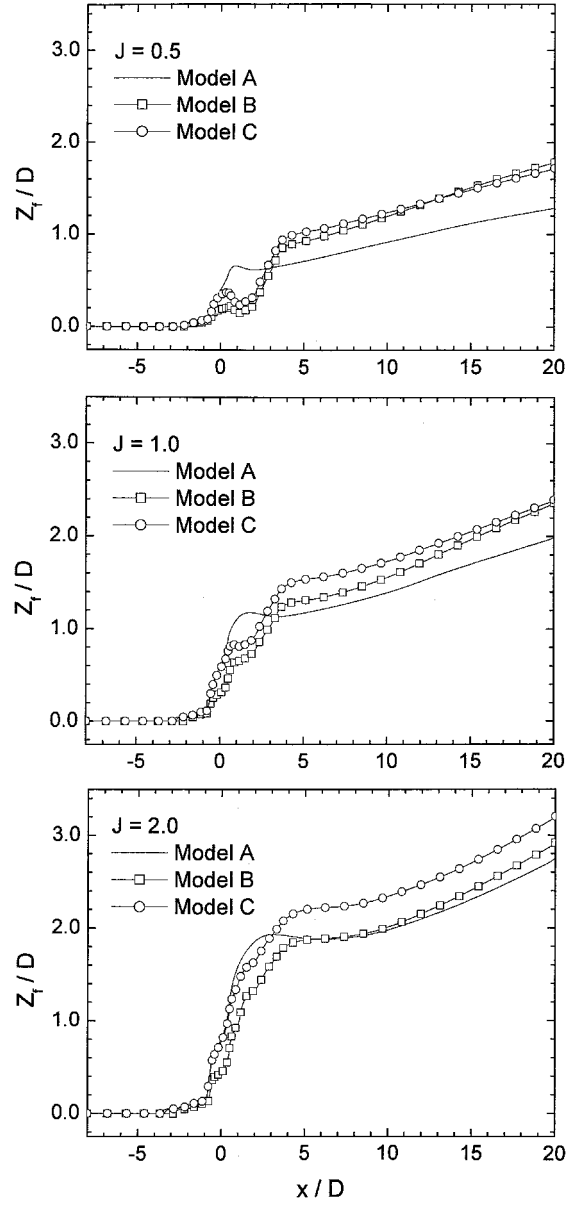 3.0
2.0
1.0
0.0
Z_f / D
J = 0.5
Model A
Model B
Model C
-5 0 5 10 15 20
3.0
2.0
1.0
0.0
Z_f / D
J = 1.0
Model A
Model B
Model C
-5 0 5 10 15 20
3.0
2.0
1.0
0.0
Z_f / D
J = 2.0
Model A
Model B
Model C
-5 0 5 10 15 20
x / D